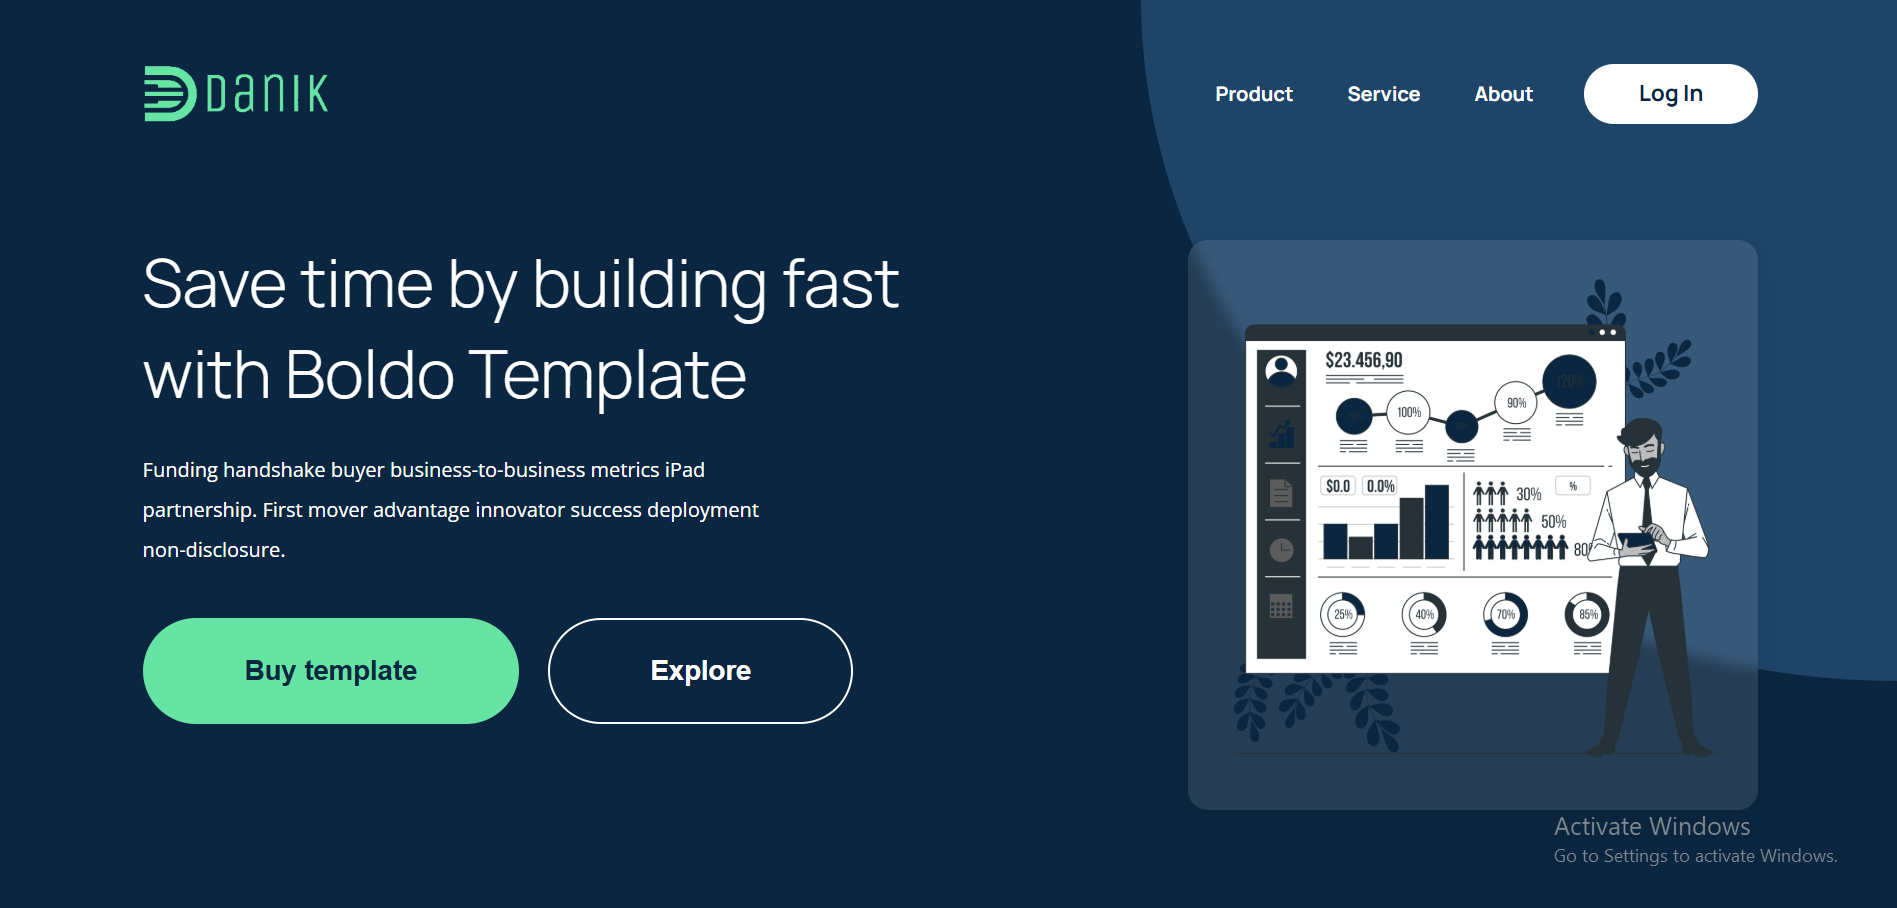 DANIK
Product
Service
About
Log In
Save time by building fast
with Boldo Template
Funding handshake buyer business-to-business metrics iPad
partnership. First mover advantage innovator success deployment
non-disclosure.
Buy template
Explore
$23.456,90
100%
90%
120%
$0.0
0.0%
30%
%
50%
80
25%
40%
70%
85%
Activate Windows
Go to Settings to activate Windows.